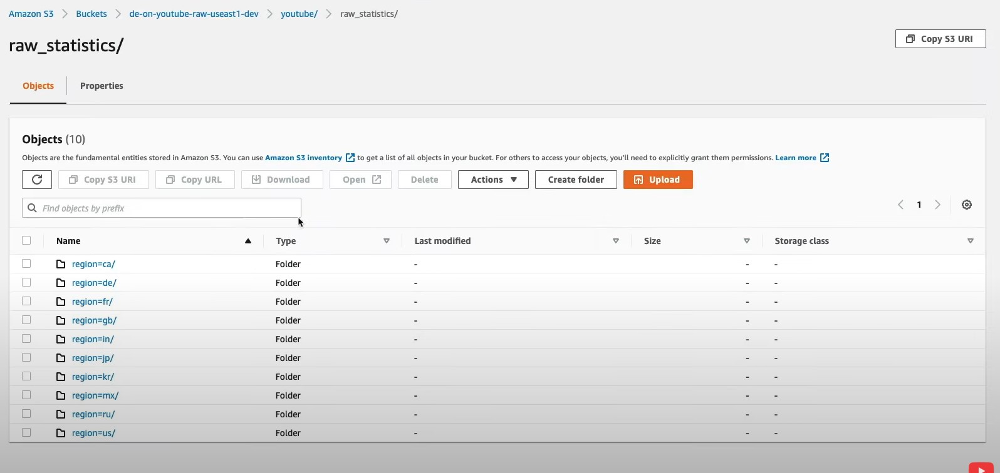 Amazon S3 > Buckets > de-on-youtube-raw-useast1-dev > youtube/ > raw_statistics/
raw_statistics/
Copy S3 URI
Objects Properties
Objects (10)
Objects are the fundamental entities stored in Amazon S3. You can use Amazon S3 inventory to get a list of all objects in your bucket. For others to access your objects, you'll need to explicitly grant them permissions. Learn more
Copy S3 URI Copy URL Download Open Delete Actions Create folder Upload
Find objects by prefix
1
Name Type Last modified Size Storage class
region=ca/ Folder - - -
region=de/ Folder - - -
region=fr/ Folder - - -
region=gb/ Folder - - -
region=in/ Folder - - -
region=jp/ Folder - - -
region=kr/ Folder - - -
region=mx/ Folder - - -
region=ru/ Folder - - -
region=us/ Folder - - -